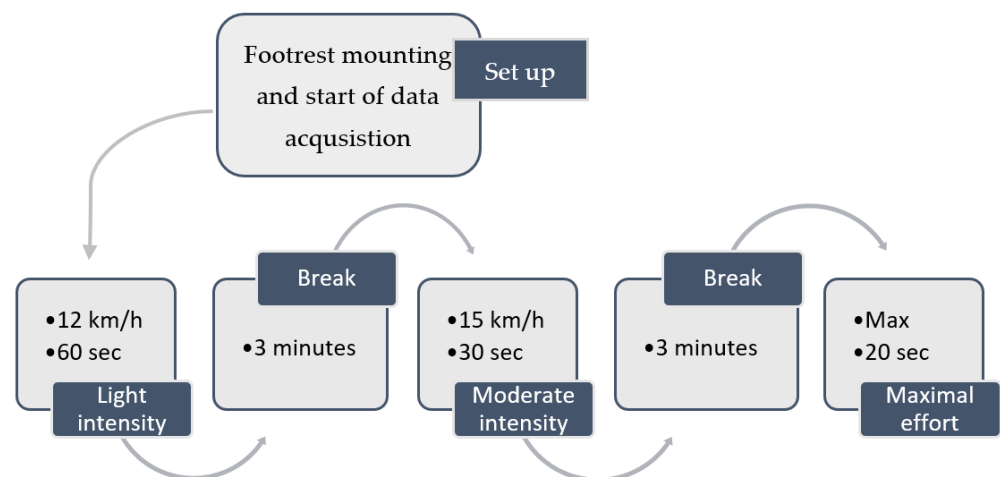 Footrest mounting
and start of data
acqusistion
Set up
•12 km/h
•60 sec
Light
intensity
Break
•3 minutes
•15 km/h
•30 sec
Moderate
intensity
Break
•3 minutes
•Max
•20 sec
Maximal
effort